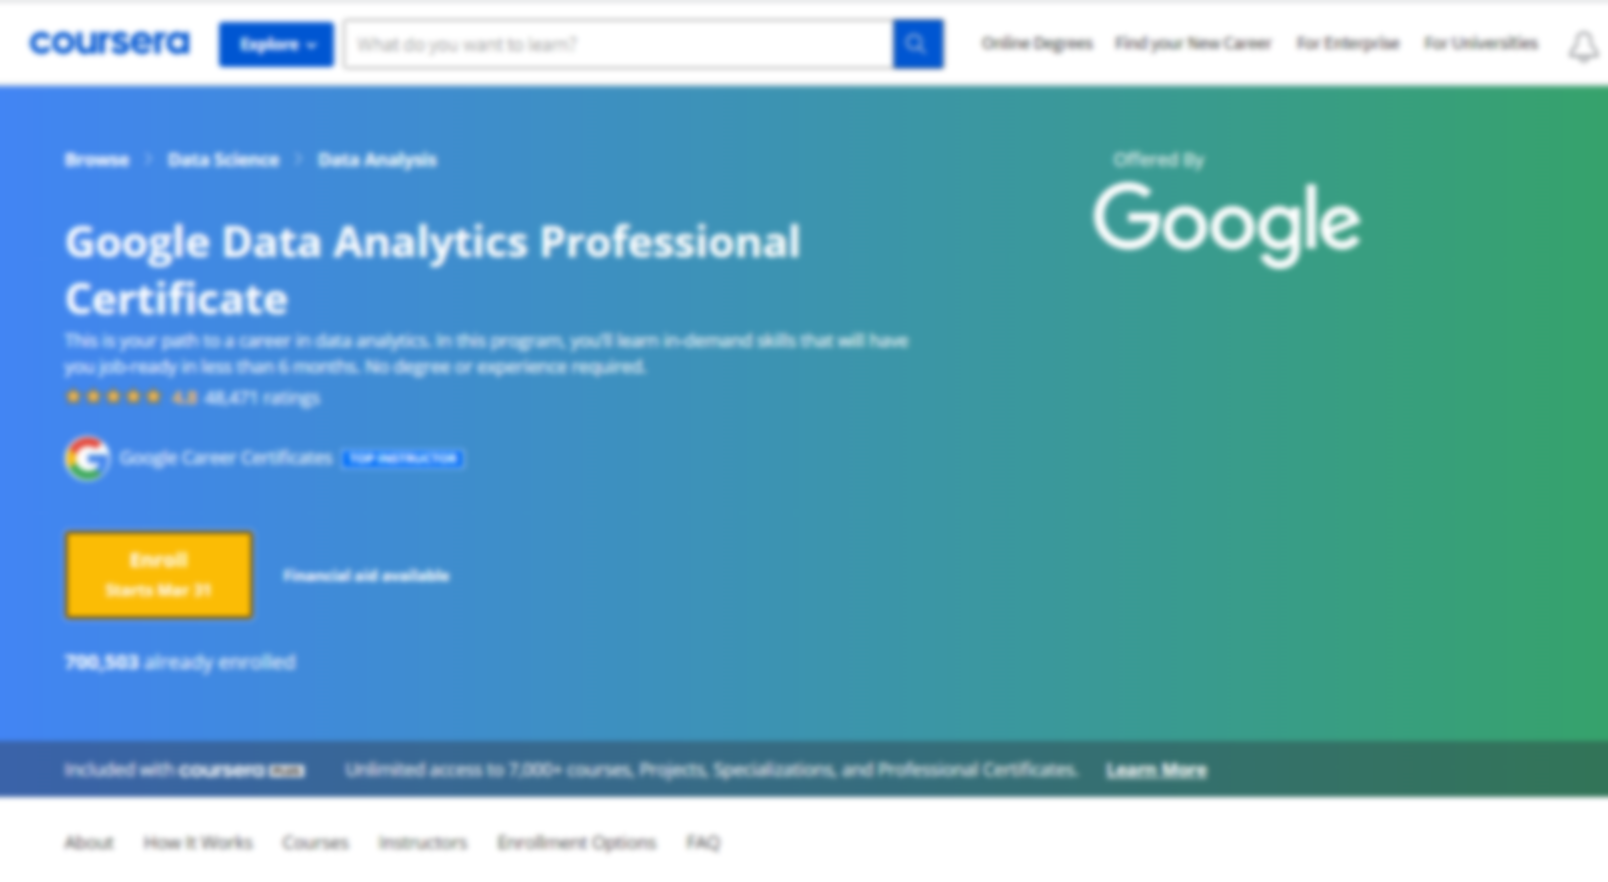 coursera
Explore
What do you want to learn?
Online Degrees
Find your New Career
For Enterprise
For Universities
Browse
Data Science
Data Analysis
Offered By
Google
Google Data Analytics Professional
Certificate
This is your path to a career in data analytics. In this program, you'll learn in-demand skills that will have
you job-ready in less than 6 months. No degree or experience required.
4.8 48,471 ratings
Google Career Certificates TOP INSTRUCTOR
Enroll
Starts Mar 31
Financial aid available
700,503 already enrolled
Included with coursera PLUS
Unlimited access to 7,000+ courses, Projects, Specializations, and Professional Certificates.
Learn More
About
How It Works
Courses
Instructors
Enrollment Options
FAQ